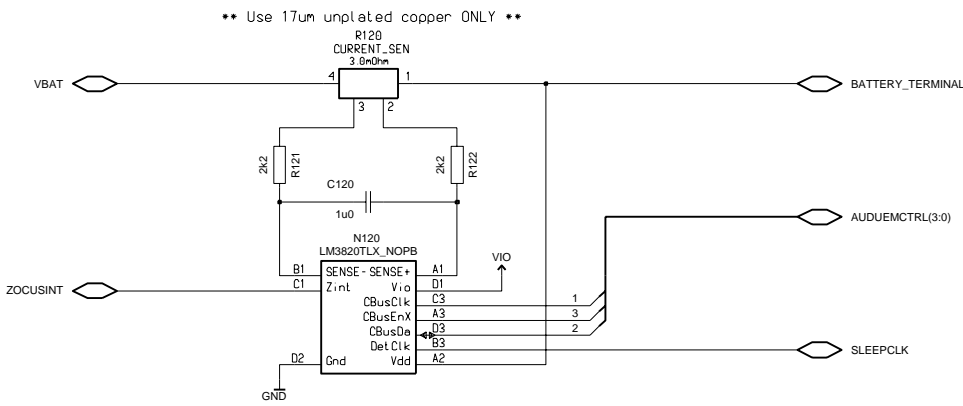 ** Use 17um unplated copper ONLY **
R120
CURRENT_SEN
3.0mOhm
VBAT
4
1
BATTERY_TERMINAL
3
2
2k2
R121
2k2
R122
C120
1u0
AUDUEMCTRL(3:0)
N120
LM3820TLX_NOPB
VIO
B1
SENSE-
SENSE+
A1
ZOCUSINT
C1
Zint
Vio
D1
CBusClk
C3
1
CBusEnX
A3
3
CBusDa
D3
2
DetClk
B3
SLEEPCLK
D2
Gnd
Vdd
A2
GND